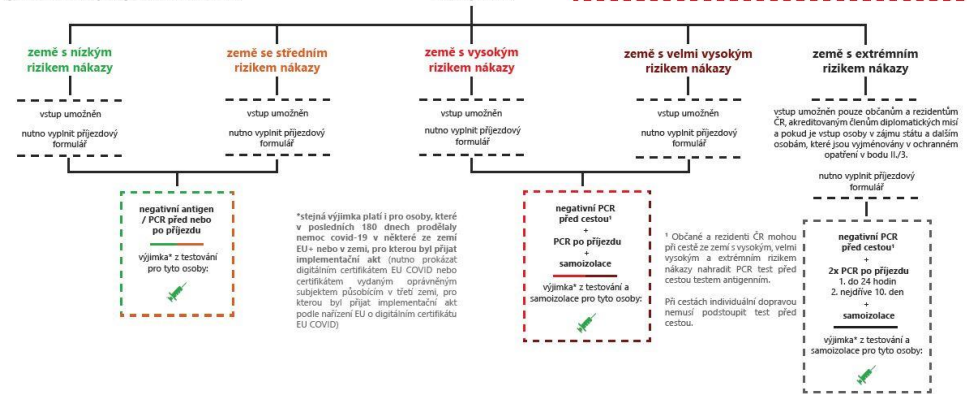 země s nízkým
rizikem nákazy
země se středním
rizikem nákazy
země s vysokým
rizikem nákazy
země s velmi vysokým
rizikem nákazy
země s extrémním
rizikem nákazy
vstup umožněn
nutno vyplnit příjezdový
formulář
vstup umožněn
nutno vyplnit příjezdový
formulář
vstup umožněn
nutno vyplnit příjezdový
formulář
vstup umožněn
nutno vyplnit příjezdový
formulář
vstup umožněn pouze občanům a rezidentům
ČR, akreditovaným členům diplomatických misí
a pokud je vstup osoby v zájmu státu a dalším
osobám, které jsou vyjmenovány v ochranném
opatření v bodu II./3.
nutno vyplnit příjezdový
formulář
negativní antigen
/ PCR před nebo
po příjezdu
výjimka* z testování
pro tyto osoby:
*stejná výjimka platí i pro osoby, které
v posledních 180 dnech prodělaly
nemoc covid-19 v některé ze zemí
EU+ nebo v zemi, pro kterou byl přijat
implementační akt (nutno prokázat
digitálním certifikátem EU COVID nebo
certifikátem vydaným oprávněným
subjektem působícím v třetí zemi, pro
kterou byl přijat implementační akt
podle nařízení EU o digitálním certifikátu
EU COVID)
negativní PCR
před cestou¹
+
PCR po příjezdu
+
samoizolace
výjimka* z testování a
samoizolace pro tyto osoby:
¹ Občané a rezidenti ČR mohou
při cestě ze zemí s vysokým, velmi
vysokým a extrémním rizikem
nákazy nahradit PCR test před
cestou testem antigenním.
Při cestách individuální dopravou
nemusí podstoupit test před
cestou.
negativní PCR
před cestou¹
+
2x PCR po příjezdu
1. do 24 hodin
2. nejdříve 10. den
+
samoizolace
výjimka* z testování a
samoizolace pro tyto osoby: